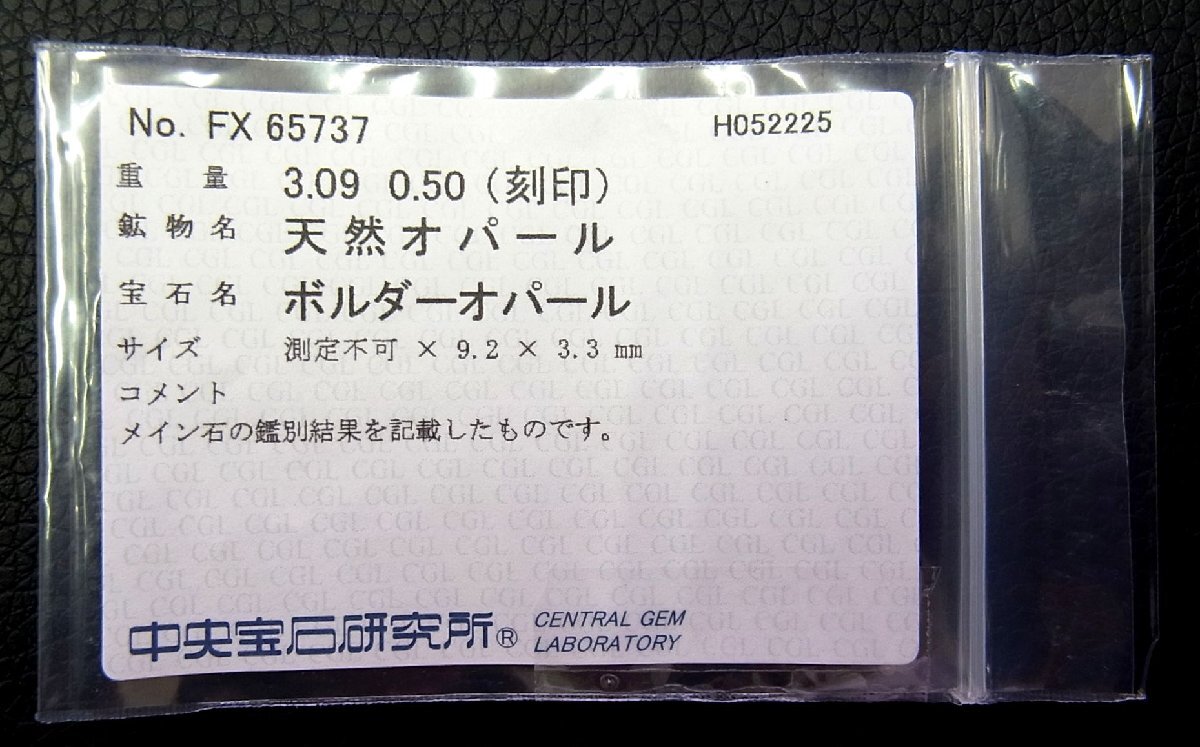 No. FX 65737 H052225
重量 3.09 0.50 (刻印)
鉱物名 天然オパール
宝石名 ボルダーオパール
サイズ 測定不可 × 9.2 × 3.3 mm
コメント
メイン石の鑑別結果を記載したものです。
中央宝石研究所® CENTRAL GEM
LABORATORY